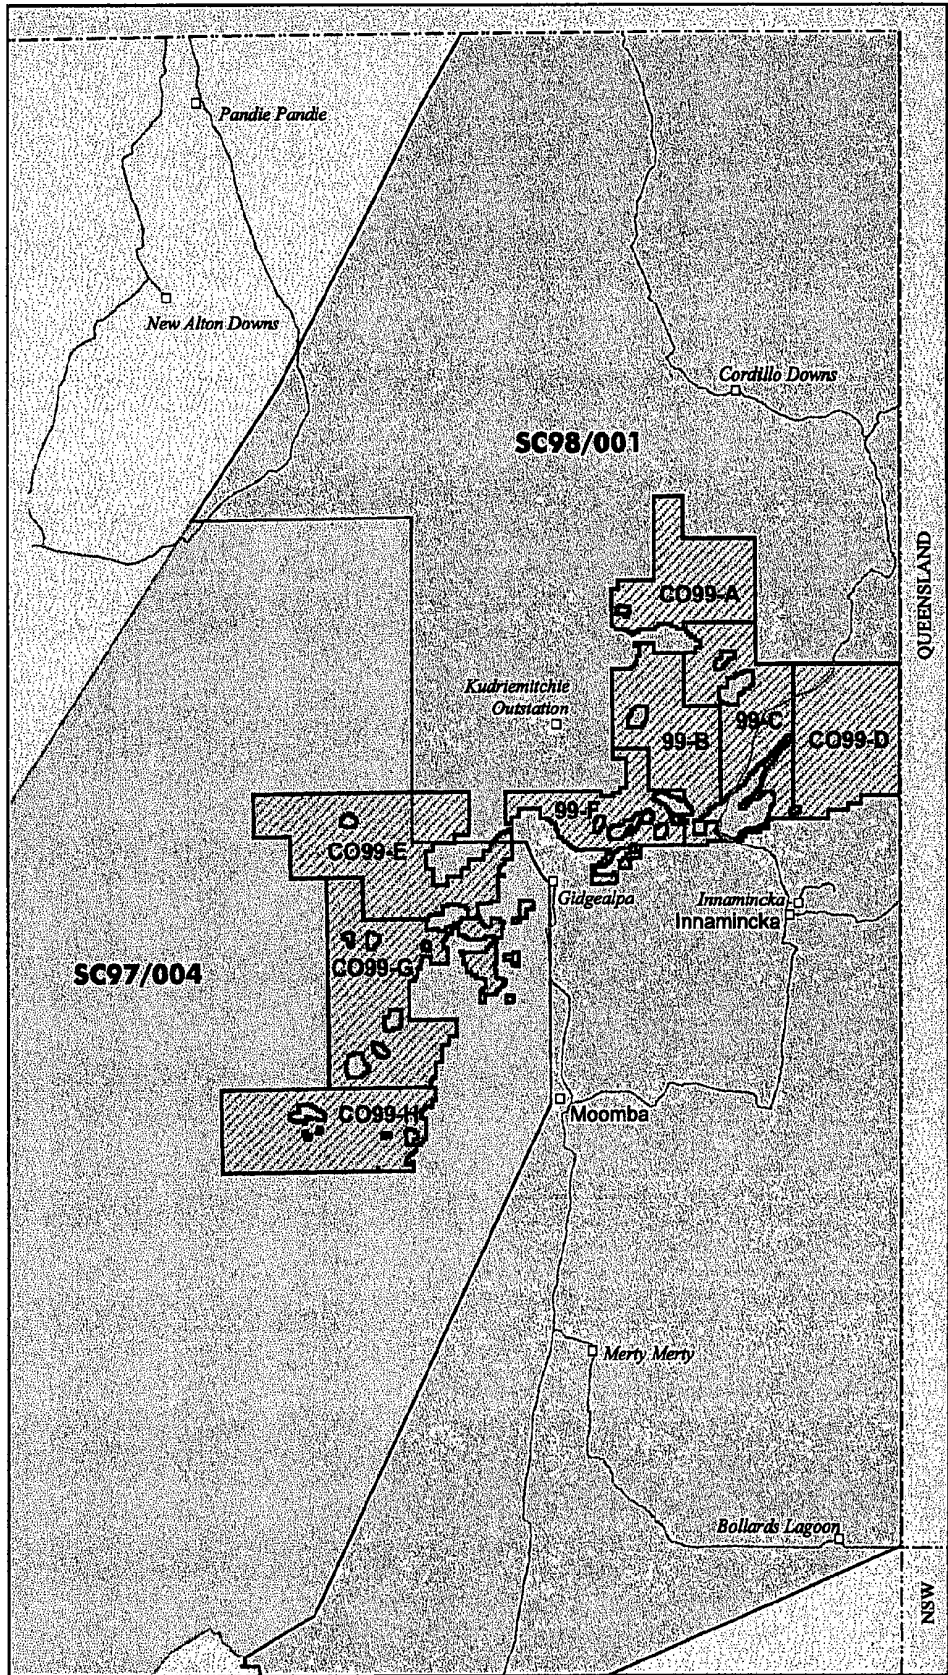 Pandie Pandie
New Alton Downs
Cordillo Downs
SC98/001
QUEENSLAND
CO99-A
Kudriemitchie
Outstation
99-B
99-C
CO99-D
99-F
CO99-E
Gidgealpa
Innamincka
Innamincka
SC97/004
CO99-G
CO99-H
Moomba
Merty Merty
Bollards Lagoon
NSW